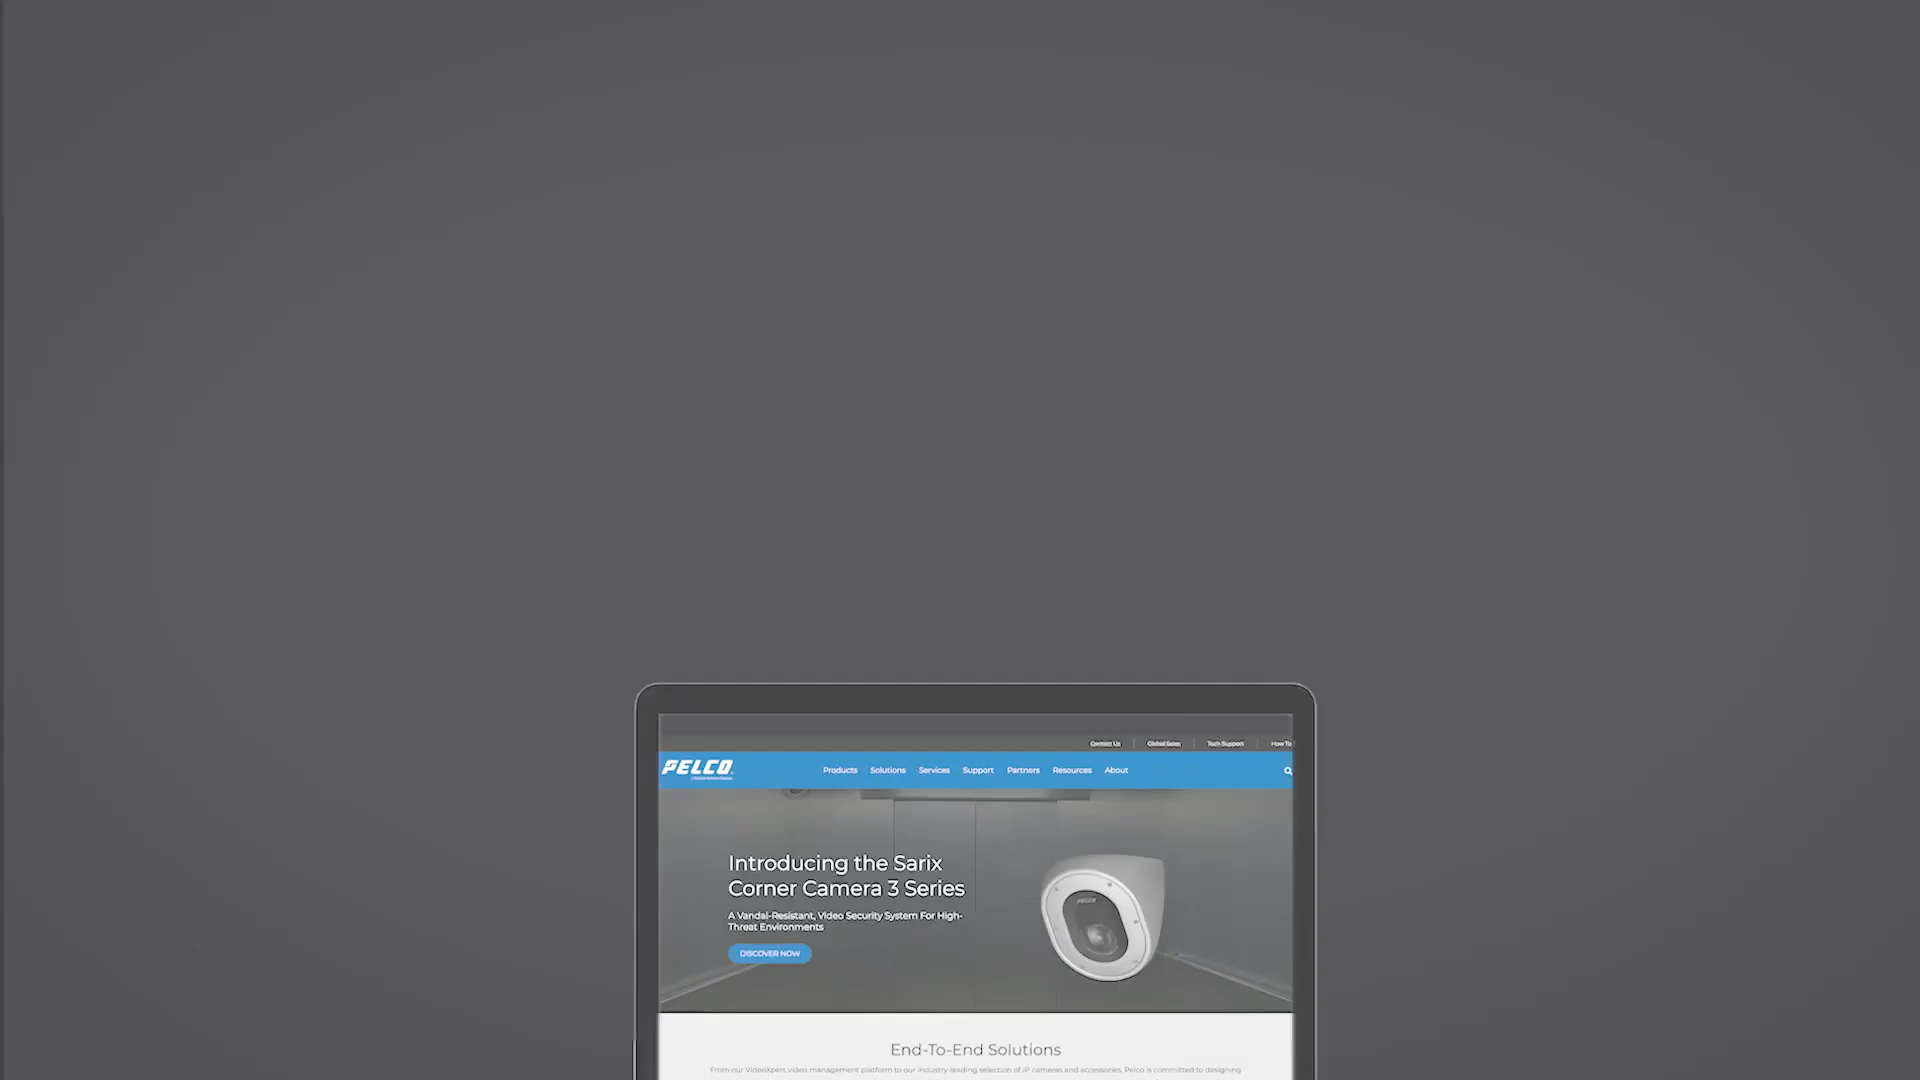 Contact Us
Global Sales
Tech Support
How To
PELCO
Products
Solutions
Services
Support
Partners
Resources
About
Introducing the Sarix
Corner Camera 3 Series
A Vandal-Resistant, Video Security System For High-
Threat Environments
DISCOVER NOW
PELCO
End-To-End Solutions
From our VideoXpert video management platform to our industry-leading selection of IP cameras and accessories, Pelco is committed to designing